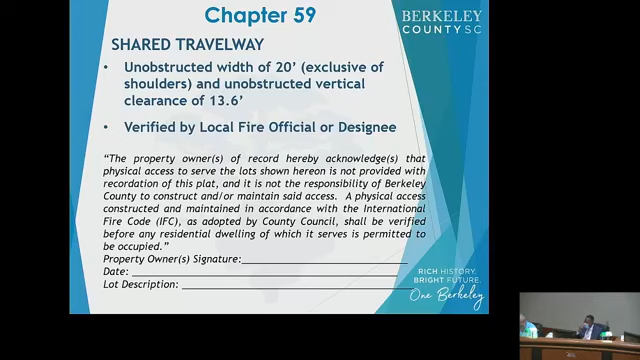 Chapter 59
BERKELEY
COUNTY SC
SHARED TRAVELWAY
• Unobstructed width of 20’ (exclusive of
shoulders) and unobstructed vertical
clearance of 13.6’
• Verified by Local Fire Official or Designee
“The property owner(s) of record hereby acknowledge(s) that
physical access to serve the lots shown hereon is not provided with
recordation of this plat, and it is not the responsibility of Berkeley
County to construct and/or maintain said access. A physical access
constructed and maintained in accordance with the International
Fire Code (IFC), as adopted by County Council, shall be verified
before any residential dwelling of which it serves is permitted to
be occupied.”
Property Owner(s) Signature:
Date:
Lot Description:
RICH HISTORY.
BRIGHT FUTURE.
One Berkeley